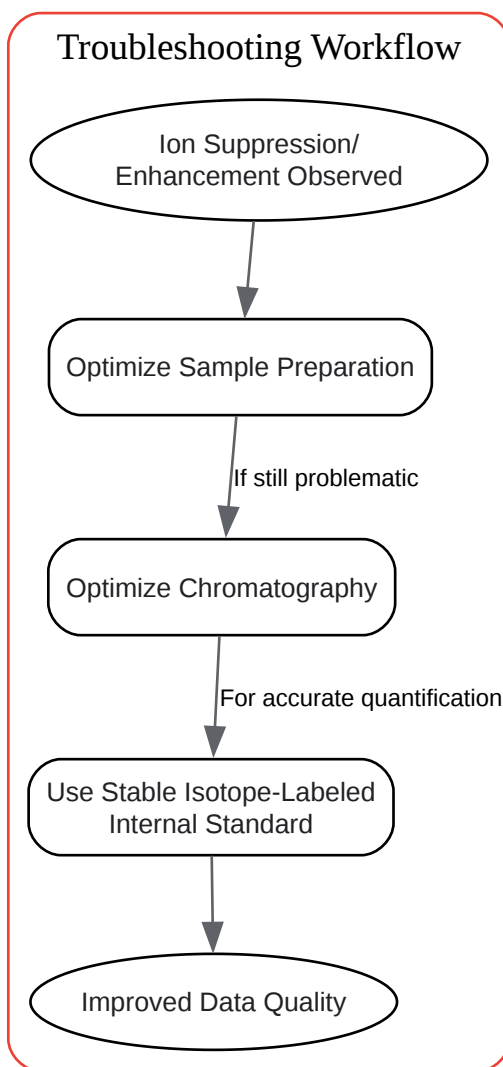 Troubleshooting Workflow
Ion Suppression/
Enhancement Observed
Optimize Sample Preparation
If still problematic
Optimize Chromatography
For accurate quantification
Use Stable Isotope-Labeled
Internal Standard
Improved Data Quality